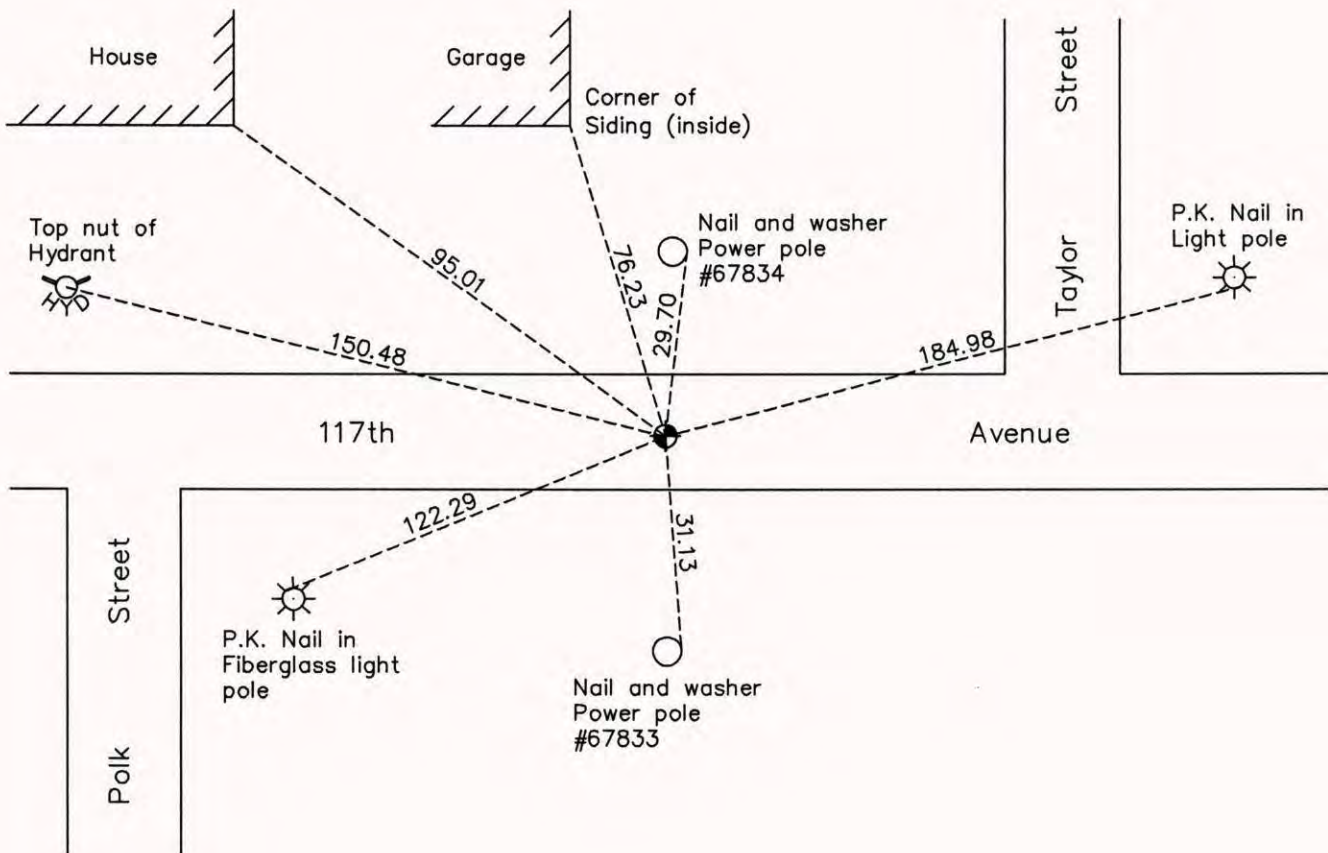 House
Garage
Corner of
Siding (inside)
Street
Taylor
Top nut of
Hydrant
HYD
Nail and washer
Power pole
#67834
P.K. Nail in
Light pole
95.01
76.23
29.70
150.48
184.98
117th
Avenue
122.29
31.13
Street
Polk
P.K. Nail in
Fiberglass light
pole
Nail and washer
Power pole
#67833